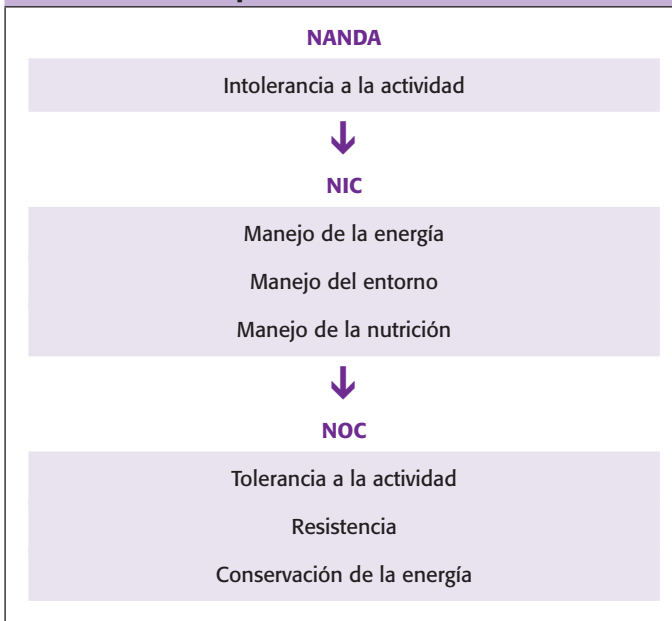 NANDA
Intolerancia a la actividad
NIC
Manejo de la energía
Manejo del entorno
Manejo de la nutrición
NOC
Tolerancia a la actividad
Resistencia
Conservación de la energía